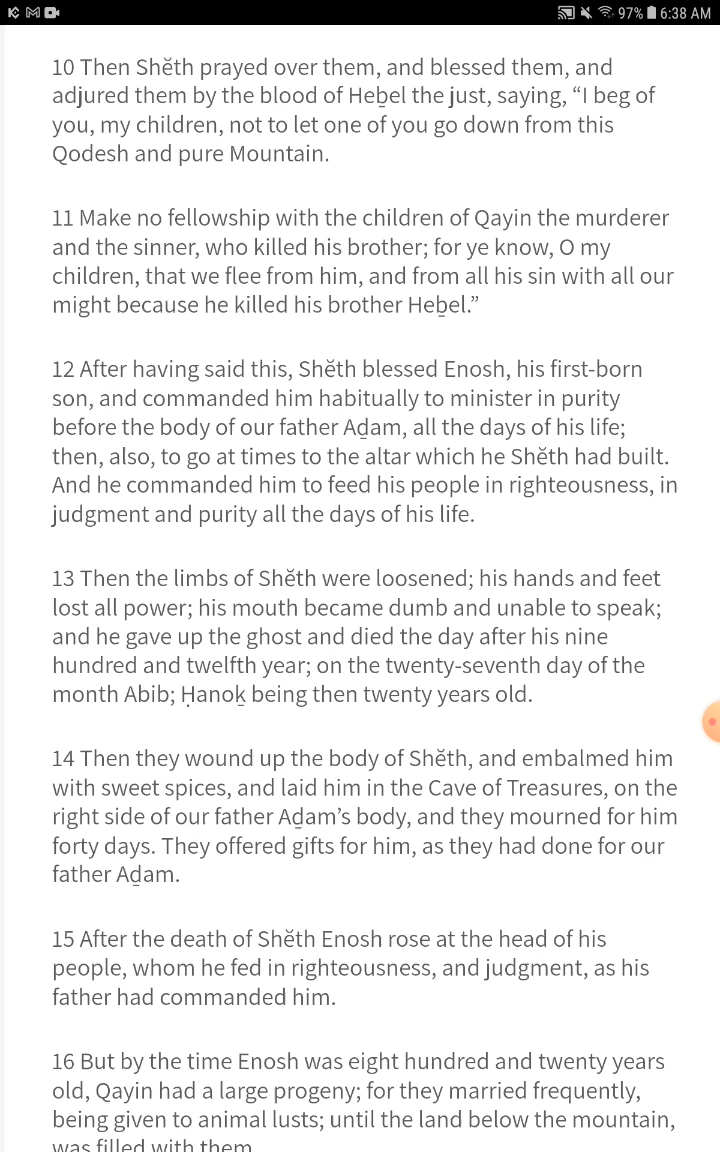 97% 6:38 AM
10 Then Shĕth prayed over them, and blessed them, and
adjured them by the blood of Heḇel the just, saying, “I beg of
you, my children, not to let one of you go down from this
Qodesh and pure Mountain.
11 Make no fellowship with the children of Qayin the murderer
and the sinner, who killed his brother; for ye know, O my
children, that we flee from him, and from all his sin with all our
might because he killed his brother Heḇel.”
12 After having said this, Shĕth blessed Enosh, his first-born
son, and commanded him habitually to minister in purity
before the body of our father Aḏam, all the days of his life;
then, also, to go at times to the altar which he Shĕth had built.
And he commanded him to feed his people in righteousness, in
judgment and purity all the days of his life.
13 Then the limbs of Shĕth were loosened; his hands and feet
lost all power; his mouth became dumb and unable to speak;
and he gave up the ghost and died the day after his nine
hundred and twelfth year; on the twenty-seventh day of the
month Abib; Ḥanoḵ being then twenty years old.
14 Then they wound up the body of Shĕth, and embalmed him
with sweet spices, and laid him in the Cave of Treasures, on the
right side of our father Aḏam’s body, and they mourned for him
forty days. They offered gifts for him, as they had done for our
father Aḏam.
15 After the death of Shĕth Enosh rose at the head of his
people, whom he fed in righteousness, and judgment, as his
father had commanded him.
16 But by the time Enosh was eight hundred and twenty years
old, Qayin had a large progeny; for they married frequently,
being given to animal lusts; until the land below the mountain,
was filled with them